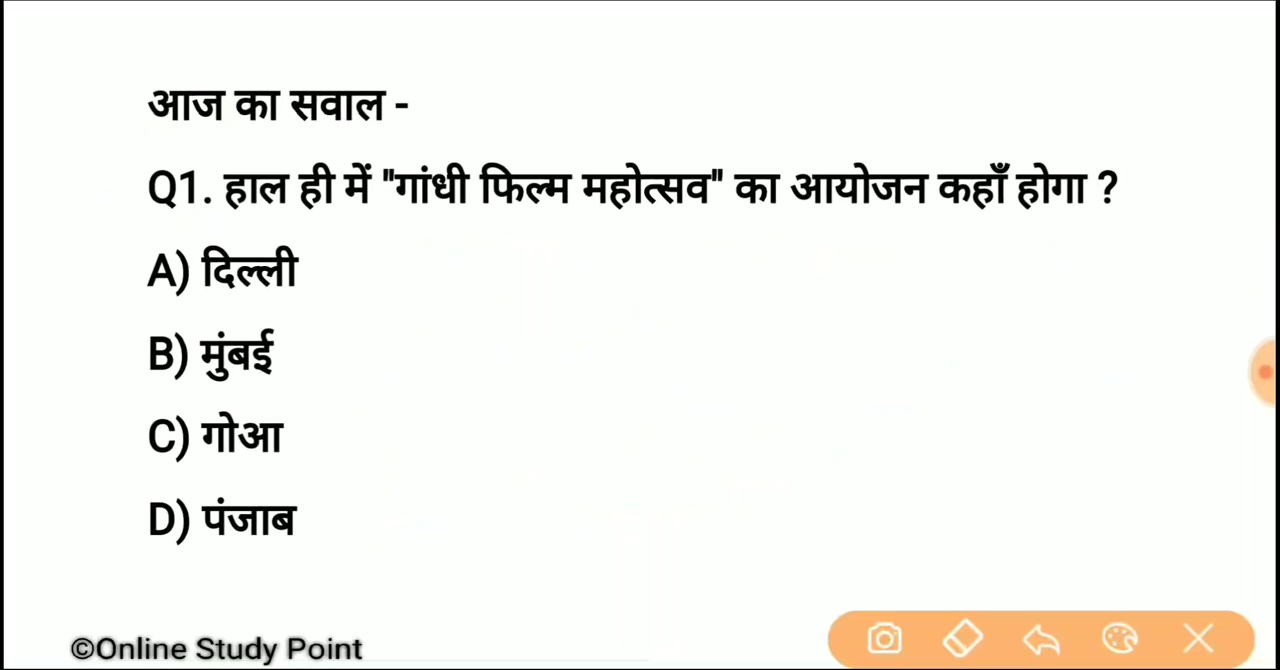 आज का सवाल -
Q1. हाल ही में "गांधी फिल्म महोत्सव" का आयोजन कहाँ होगा ?
A) दिल्ली
B) मुंबई
C) गोआ
D) पंजाब
©Online Study Point